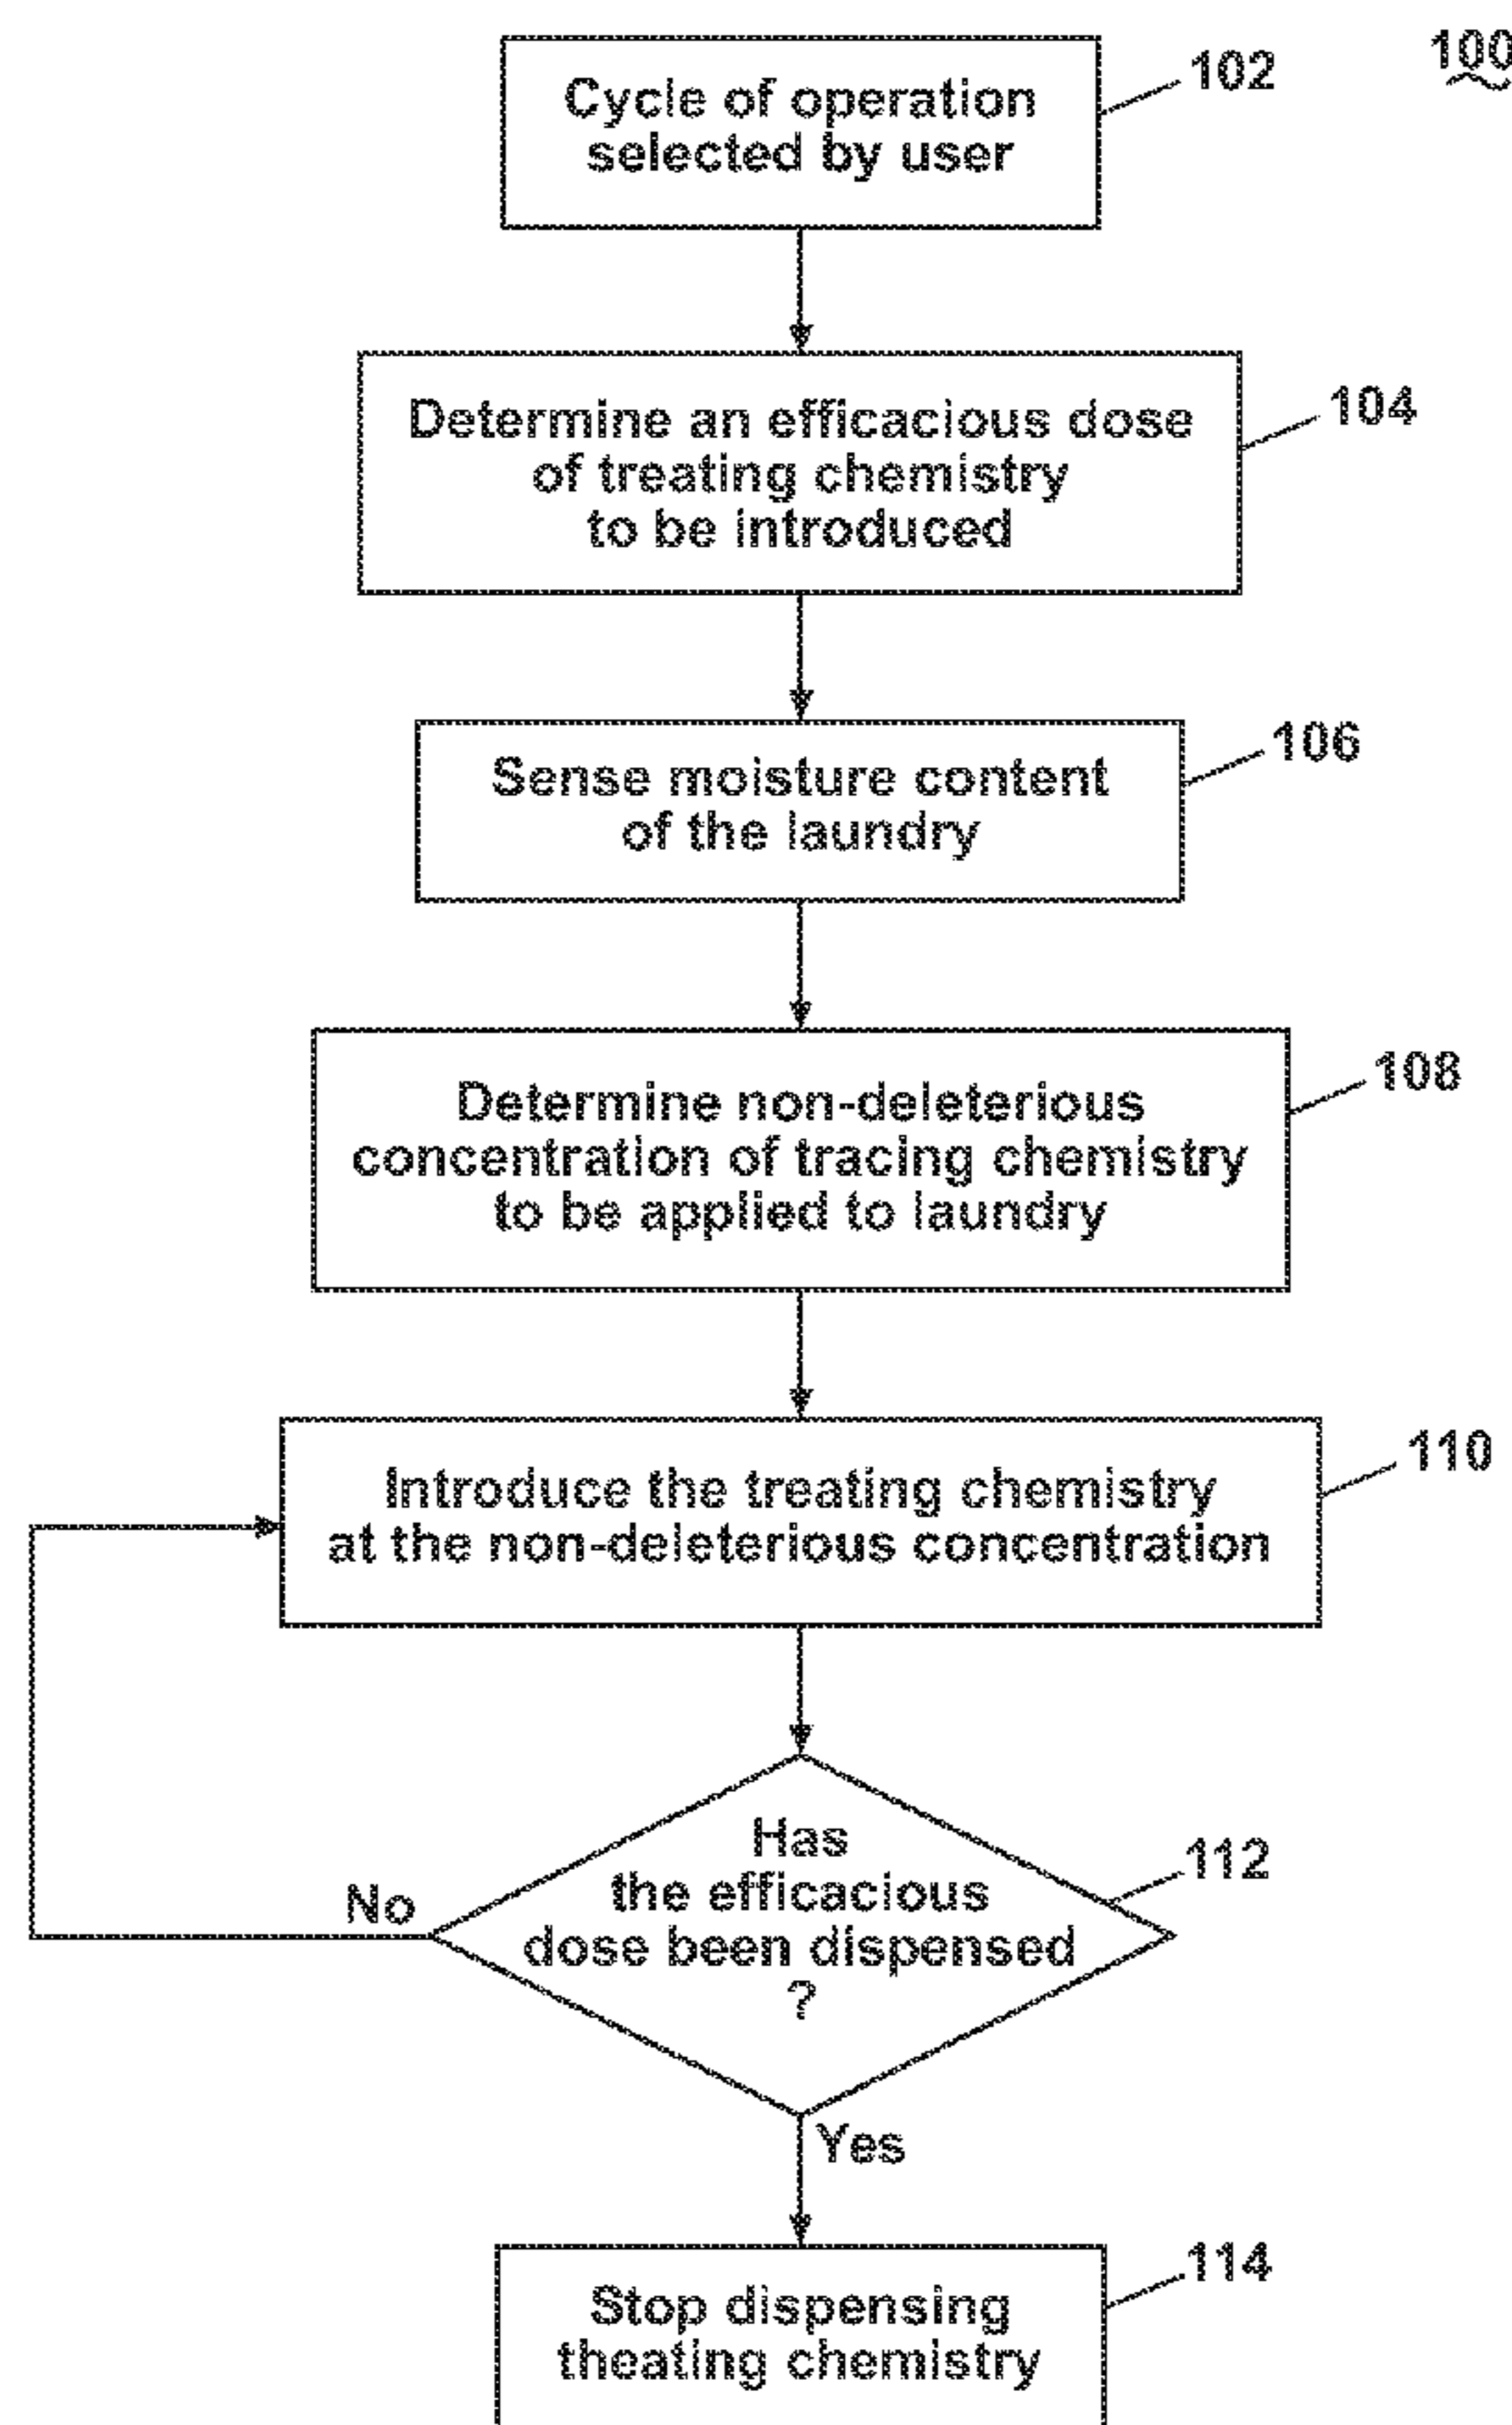 100
Cycle of operation
selected by user
102
Determine an efficacious dose
of treating chemistry
to be introduced
104
Sense moisture content
of the laundry
106
Determine non-deleterious
concentration of tracing chemistry
to be applied to laundry
108
Introduce the treating chemistry
at the non-deleterious concentration
110
Has
the efficacious
dose been dispensed
?
112
No
Yes
Stop dispensing
theating chemistry
114